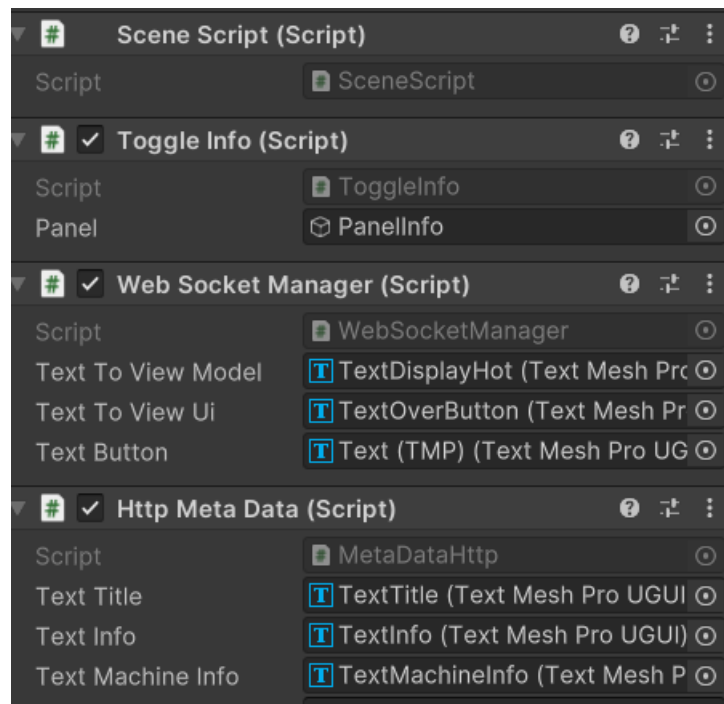 Scene Script (Script)
Script SceneScript
Toggle Info (Script)
Script ToggleInfo
Panel PanelInfo
Web Socket Manager (Script)
Script WebSocketManager
Text To View Model TextDisplayHot (Text Mesh Pro
Text To View Ui TextOverButton (Text Mesh Pr
Text Button Text (TMP) (Text Mesh Pro UG
Http Meta Data (Script)
Script MetaDataHttp
Text Title TextTitle (Text Mesh Pro UGUI
Text Info TextInfo (Text Mesh Pro UGUI)
Text Machine Info TextMachineInfo (Text Mesh P